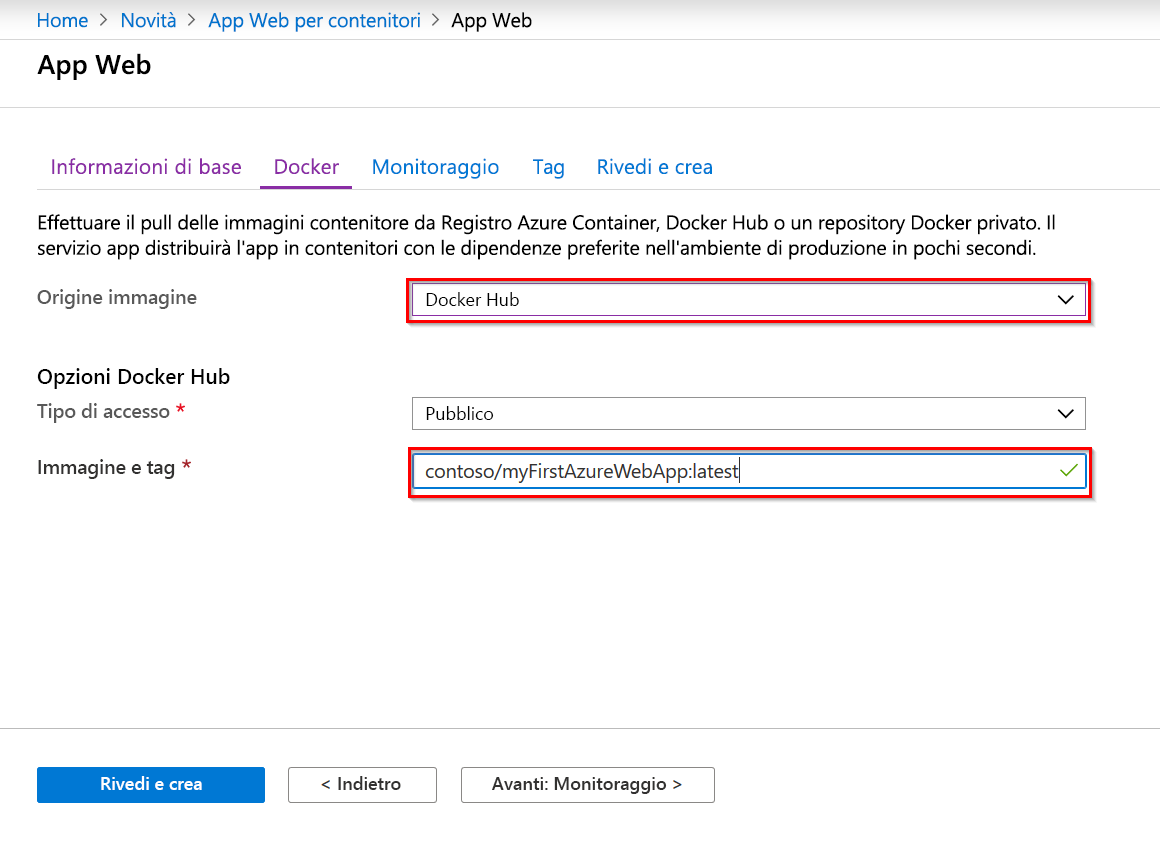 Home > Novità > App Web per contenitori > App Web
App Web
Informazioni di base Docker Monitoraggio Tag Rivedi e crea
Effettuare il pull delle immagini contenitore da Registro Azure Container, Docker Hub o un repository Docker privato. Il
servizio app distribuirà l'app in contenitori con le dipendenze preferite nell'ambiente di produzione in pochi secondi.
Origine immagine Docker Hub
Opzioni Docker Hub
Tipo di accesso * Pubblico
Immagine e tag * contoso/myFirstAzureWebApp:latest
Rivedi e crea < Indietro Avanti: Monitoraggio >